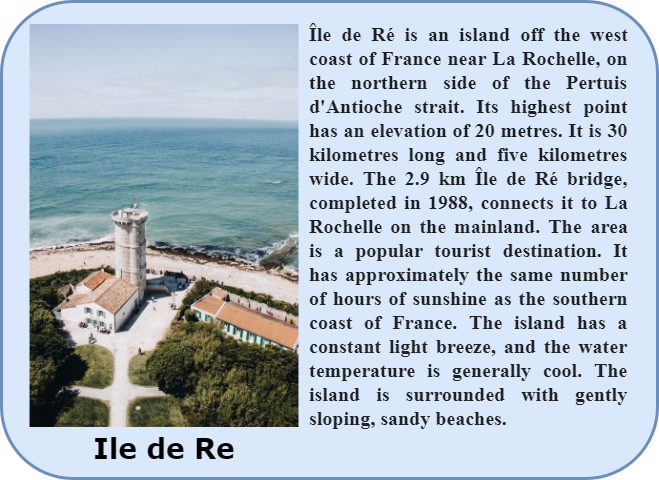 Île de Ré is an island off the west
coast of France near La Rochelle, on
the northern side of the Pertuis
d'Antioche strait. Its highest point
has an elevation of 20 metres. It is 30
kilometres long and five kilometres
wide. The 2.9 km Île de Ré bridge,
completed in 1988, connects it to La
Rochelle on the mainland. The area
is a popular tourist destination. It
has approximately the same number
of hours of sunshine as the southern
coast of France. The island has a
constant light breeze, and the water
temperature is generally cool. The
island is surrounded with gently
sloping, sandy beaches.
Ile de Re